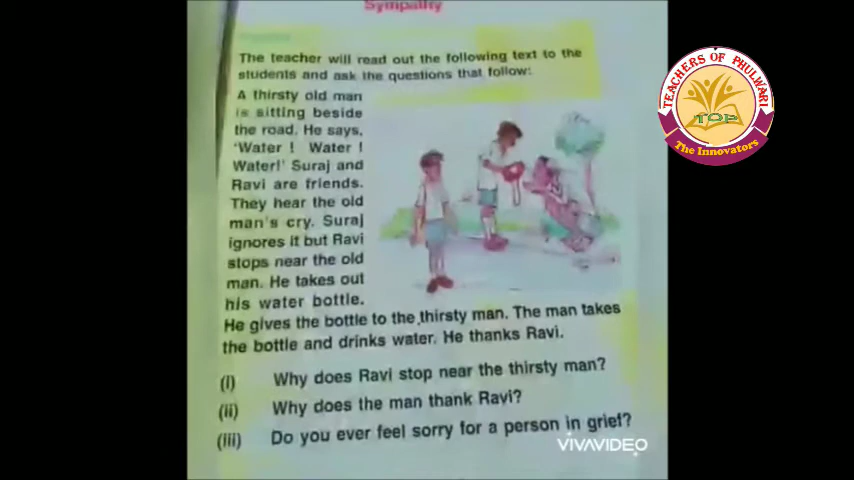 Sympathy
The teacher will read out the following text to the
students and ask the questions that follow:
A thirsty old man
is sitting beside
the road. He says,
'Water ! Water !
Water!' Suraj and
Ravi are friends.
They hear the old
man's cry. Suraj
ignores it but Ravi
stops near the old
man. He takes out
his water bottle.
He gives the bottle to the thirsty man. The man takes
the bottle and drinks water. He thanks Ravi.
(i) Why does Ravi stop near the thirsty man?
(ii) Why does the man thank Ravi?
(iii) Do you ever feel sorry for a person in grief?
VIVAVIDEO
TEACHERS OF PHULWARI
TOP
The Innovators